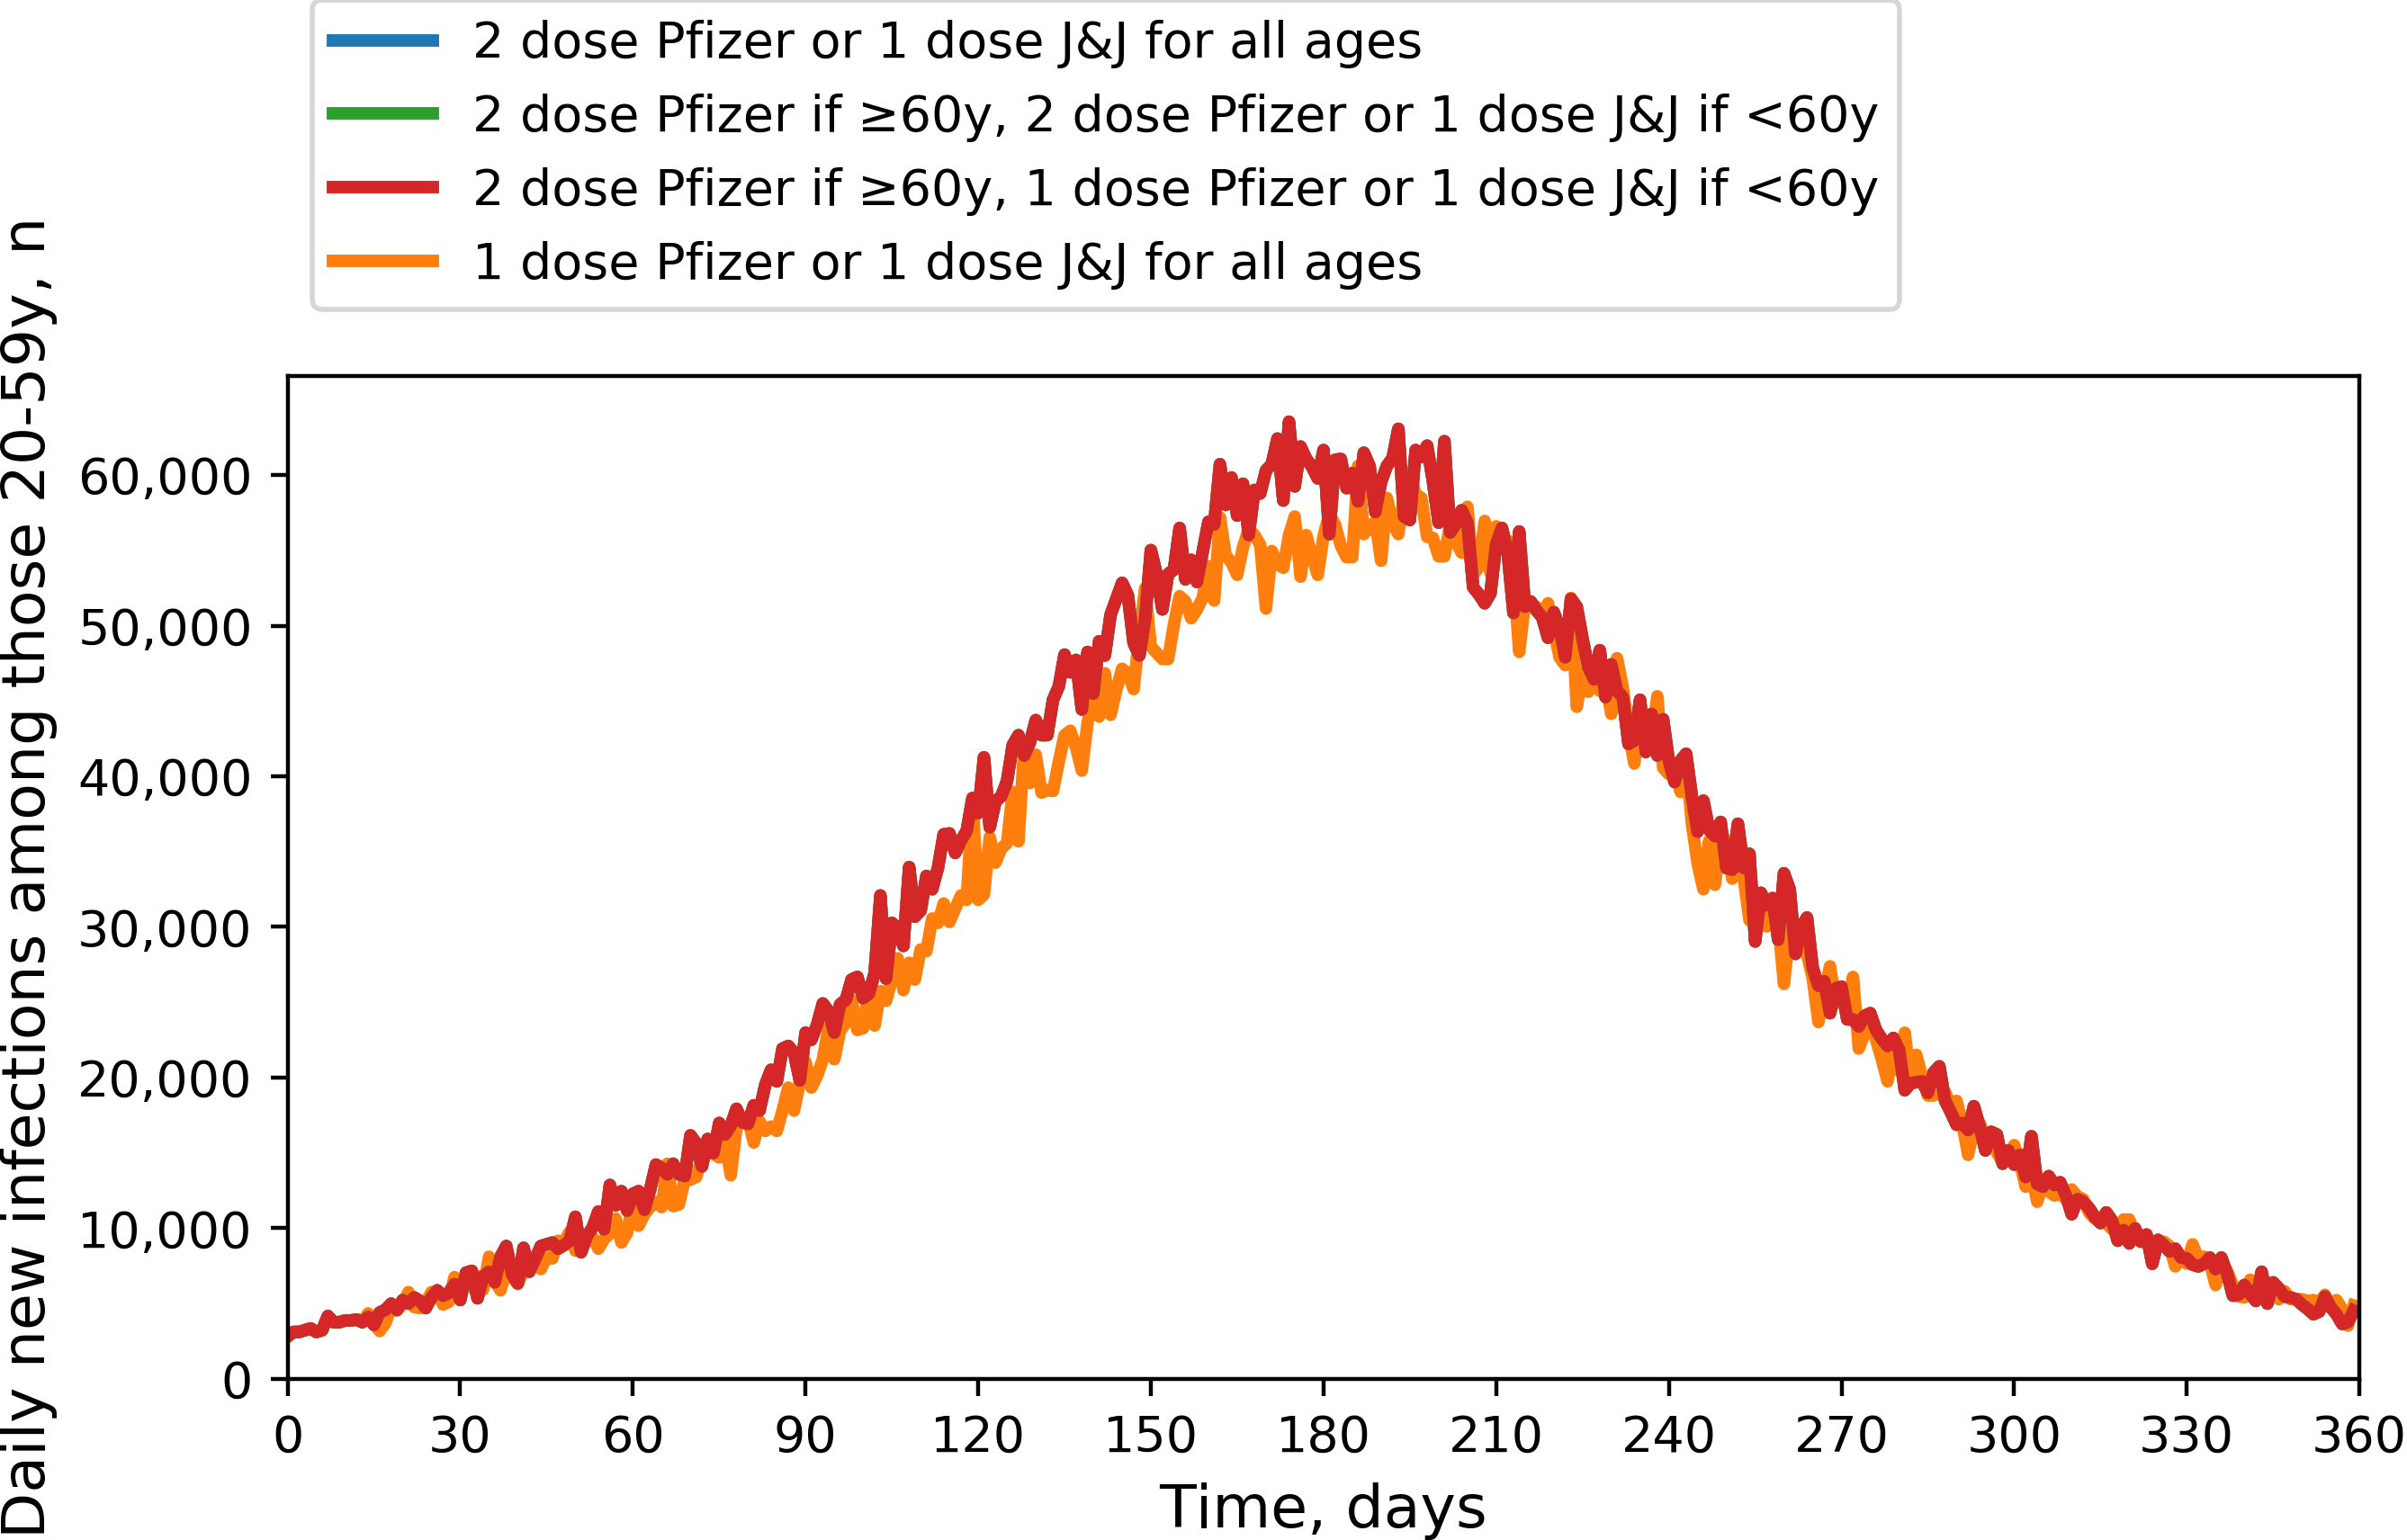 2 dose Pfizer or 1 dose J&J for all ages
2 dose Pfizer if ≥60y, 2 dose Pfizer or 1 dose J&J if <60y
2 dose Pfizer if ≥60y, 1 dose Pfizer or 1 dose J&J if <60y
1 dose Pfizer or 1 dose J&J for all ages
Daily new infections among those 20-59y, n
60,000
50,000
40,000
30,000
20,000
10,000
0
0 30 60 90 120 150 180 210 240 270 300 330 360
Time, days